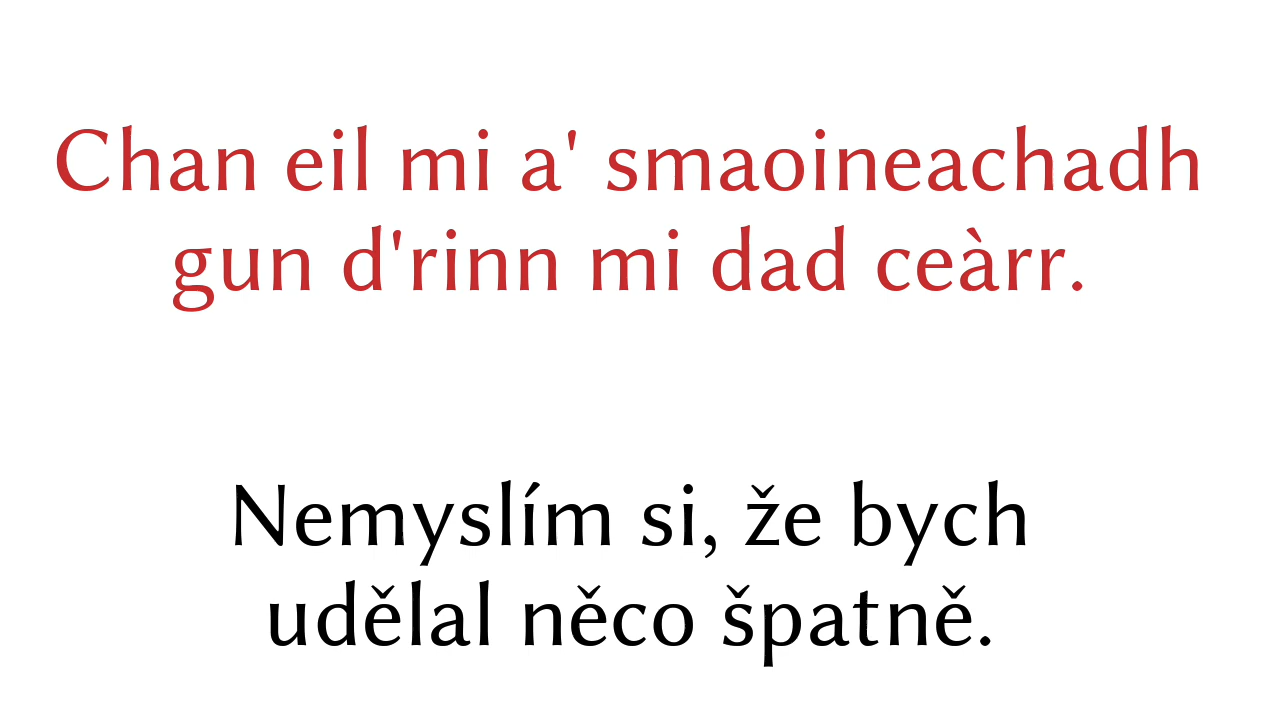 Chan eil mi a' smaoineachadh
gun d'rinn mi dad ceàrr.
Nemyslím si, že bych
udělal něco špatně.